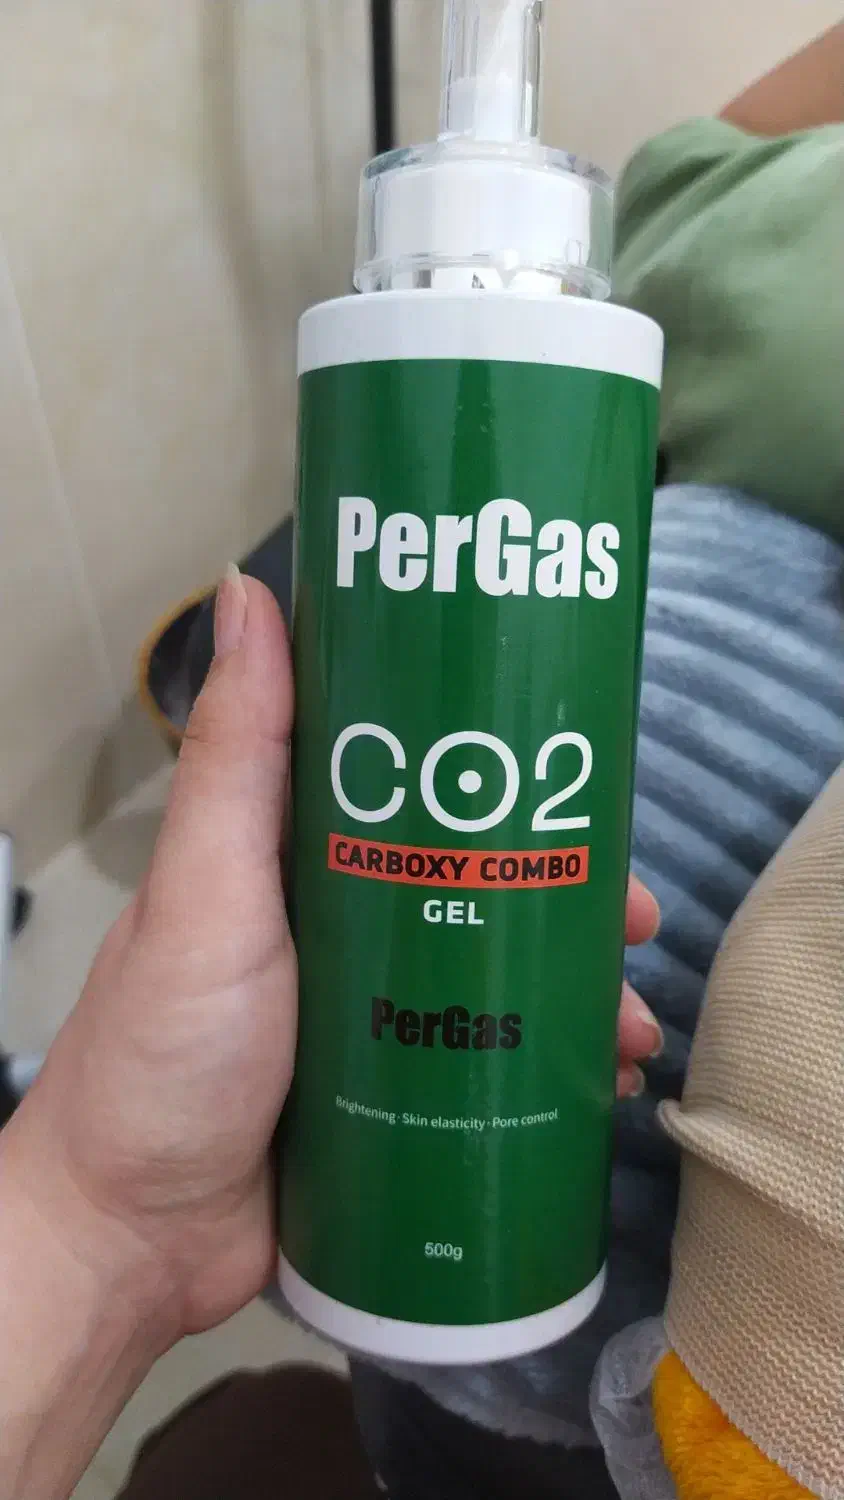 PerGas
CO2
CARBOXY COMBO
GEL
PerGas
Brightening·Skin elasticity·Pore control
500g